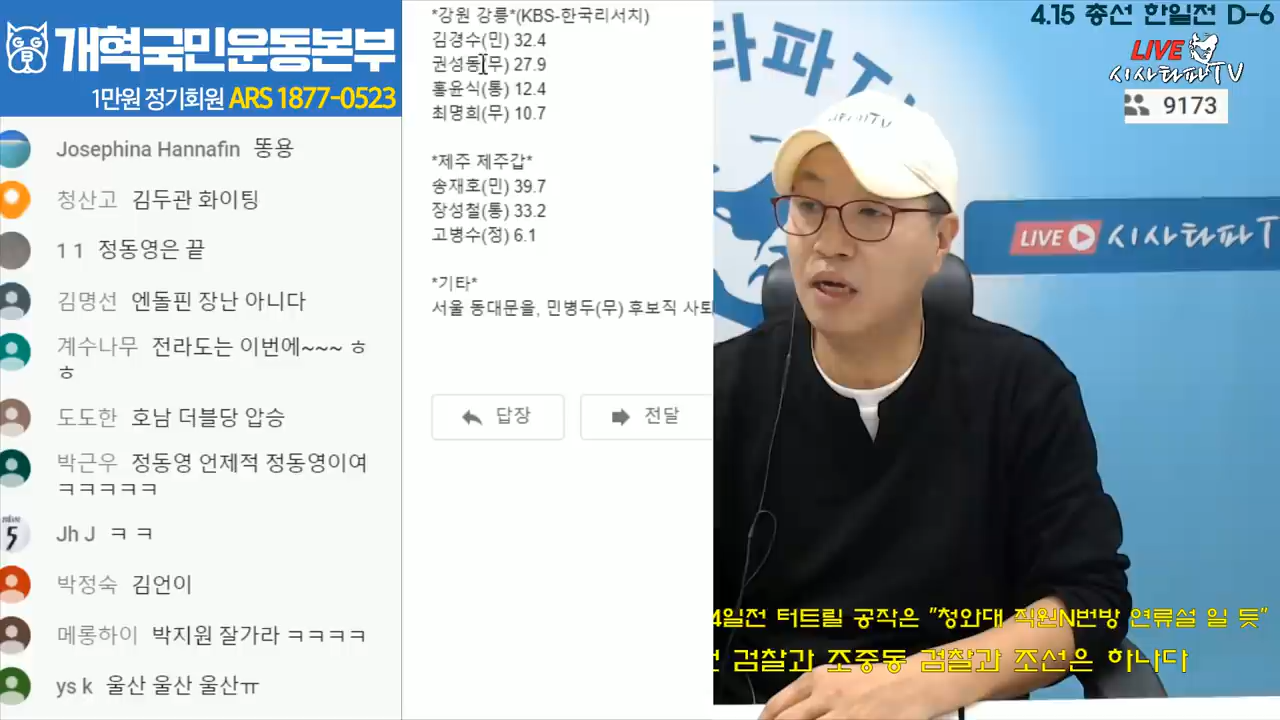 개혁국민운동본부
1만원 정기회원 ARS 1877-0523
Josephina Hannafin 똥용
청산고 김두관 화이팅
1 1 정동영은 끝
김명선 엔돌핀 장난 아니다
계수나무 전라도는 이번에~~~ ㅎ
ㅎ
도도한 호남 더블당 압승
박근우 정동영 언제적 정동영이여
ㅋㅋㅋㅋㅋ
Jh J ㅋ ㅋ
박정숙 김언이
메롱하이 박지원 잘가라 ㅋㅋㅋㅋ
ys k 울산 울산 울산ㅠ
*강원 강릉*(KBS-한국리서치)
김경수(민) 32.4
권성동(무) 27.9
홍윤식(통) 12.4
최명희(무) 10.7
*제주 제주갑*
송재호(민) 39.7
장성철(통) 33.2
고병수(정) 6.1
*기타*
서울 동대문을, 민병두(무) 후보직 사퇴
답장
전달
4.15 총선 한일전 D-6
LIVE
시사타파TV
9173
타파T
LIVE 시사타파T
4일전 터트릴 공작은 "청와대 직원N번방 연류설 일 듯"
검찰과 조중동 검찰과 조선은 하나다